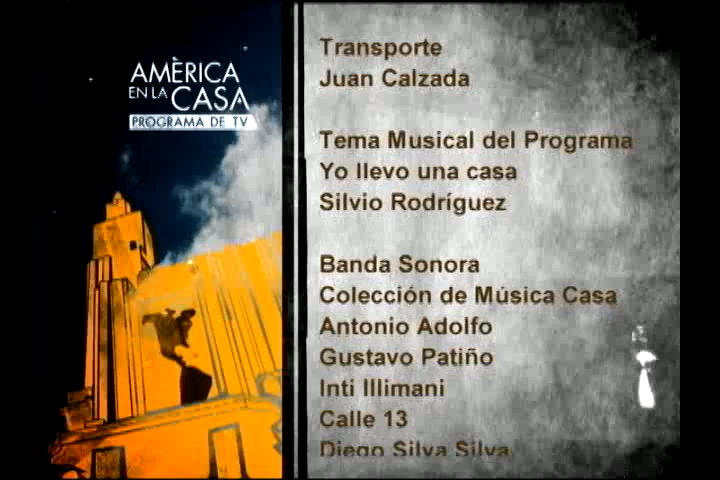 AMÈRICA
EN LA CASA
PROGRAMA DE TV
Transporte
Juan Calzada
Tema Musical del Programa
Yo llevo una casa
Silvio Rodríguez
Banda Sonora
Colección de Música Casa
Antonio Adolfo
Gustavo Patiño
Inti Illimani
Calle 13
Diego Silva Silva